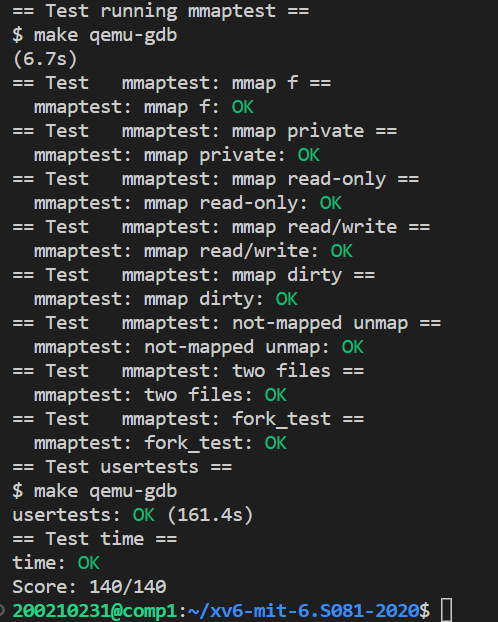 == Test running mmaptest ==
$ make qemu-gdb
(6.7s)
== Test   mmaptest: mmap f ==
  mmaptest: mmap f: OK
== Test   mmaptest: mmap private ==
  mmaptest: mmap private: OK
== Test   mmaptest: mmap read-only ==
  mmaptest: mmap read-only: OK
== Test   mmaptest: mmap read/write ==
  mmaptest: mmap read/write: OK
== Test   mmaptest: mmap dirty ==
  mmaptest: mmap dirty: OK
== Test   mmaptest: not-mapped unmap ==
  mmaptest: not-mapped unmap: OK
== Test   mmaptest: two files ==
  mmaptest: two files: OK
== Test   mmaptest: fork_test ==
  mmaptest: fork_test: OK
== Test usertests ==
$ make qemu-gdb
usertests: OK (161.4s)
== Test time ==
time: OK
Score: 140/140
200210231@comp1:~/xv6-mit-6.S081-2020$